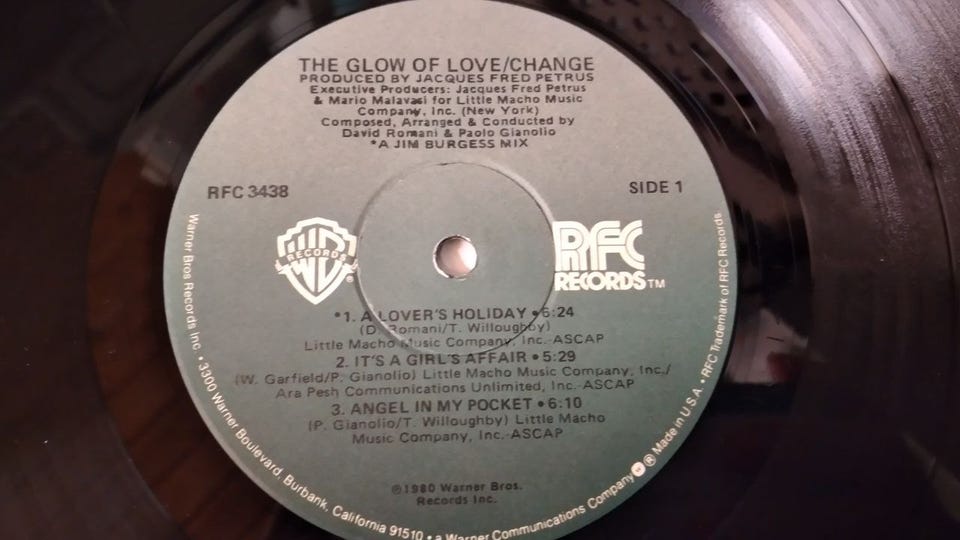 THE GLOW OF LOVE/CHANGE
PRODUCED BY JACQUES FRED PETRUS
Executive Producers: Jacques Fred Petrus
& Mario Malavasi for Little Macho Music
Company, Inc. (New York)
Composed, Arranged & Conducted by
David Romani & Paolo Gianolio
*A JIM BURGESS MIX
RFC 3438
SIDE 1
WB
RECORDS
®
RFC
RECORDS™
*1. A LOVER'S HOLIDAY • 6:24
(D. Romani/T. Willoughby)
Little Macho Music Company, Inc.-ASCAP
2. IT'S A GIRL'S AFFAIR • 5:29
(W. Garfield/P. Gianolio) Little Macho Music Company, Inc./
Ara Pesh Communications Unlimited, Inc.-ASCAP
3. ANGEL IN MY POCKET • 6:10
(P. Gianolio/T. Willoughby) Little Macho
Music Company, Inc.-ASCAP
©1980 Warner Bros.
Records Inc.
Warner Bros Records Inc. • 3300 Warner Boulevard, Burbank, California 91510 • a Warner Communications Company ® Made in U.S.A. • RFC Trademark of RFC Records